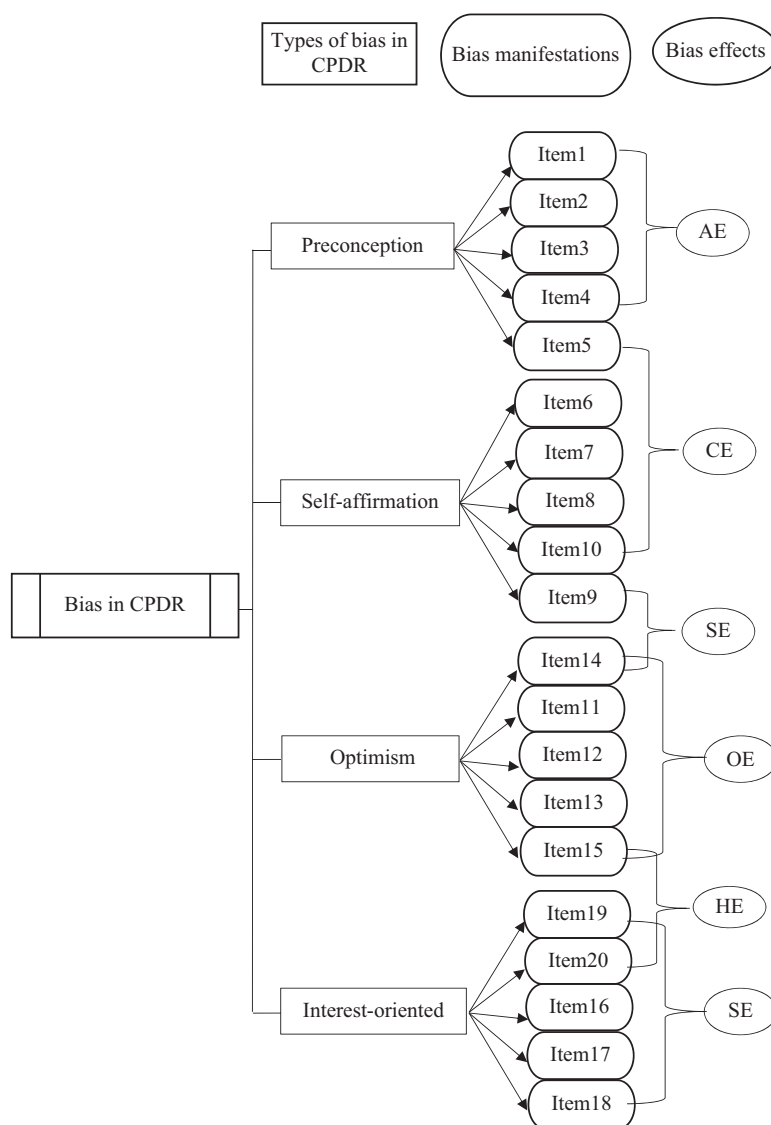 Types of bias in
CPDR
Bias manifestations
Bias effects
Item1
Item2
Preconception
AE
Item3
Item4
Item5
Item6
Item7
CE
Self-affirmation
Item8
Item10
Item9
Bias in CPDR
SE
Item14
Item11
Optimism
Item12
OE
Item13
Item15
HE
Item19
Item20
Interest-oriented
Item16
SE
Item17
Item18